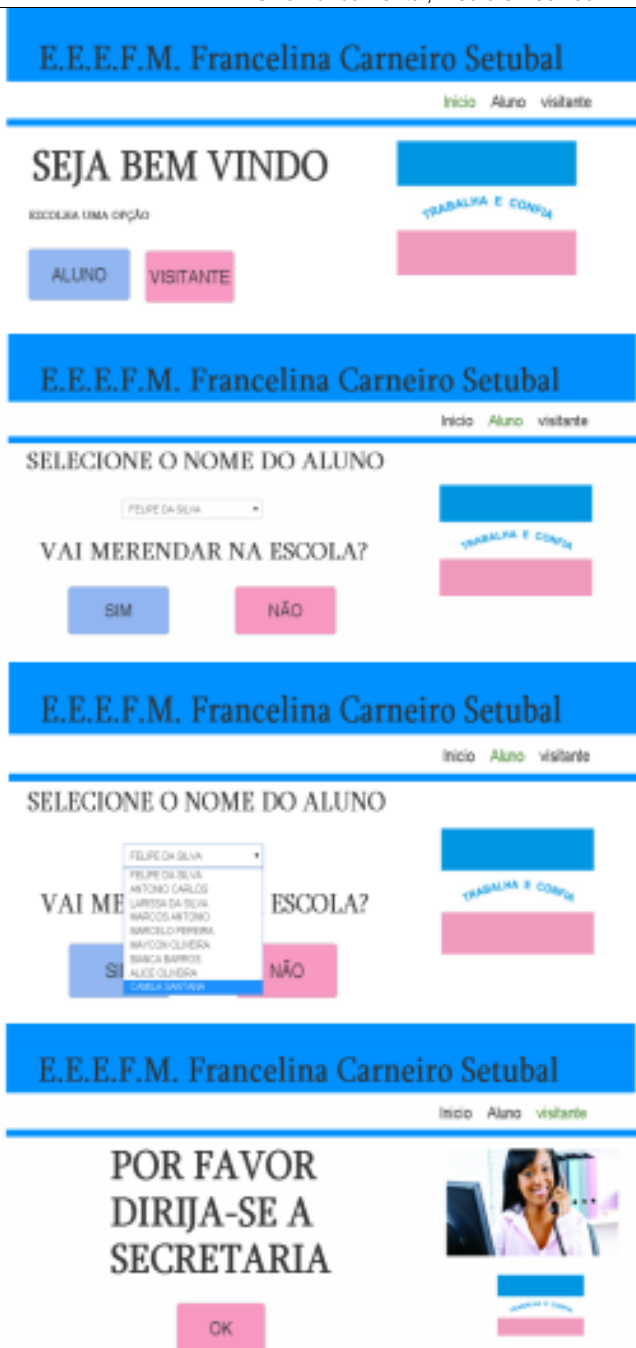 E.E.E.F.M. Francelina Carneiro Setubal
Inicio Aluno visitante
SEJA BEM VINDO
TRABALHA E CONFIA
ESCOLHA UMA OPÇÃO
ALUNO VISITANTE
E.E.E.F.M. Francelina Carneiro Setubal
Inicio Aluno visitante
SELECIONE O NOME DO ALUNO
FELIPE DA SILVA
TRABALHA E CONFIA
VAI MERENDAR NA ESCOLA?
SIM NÃO
E.E.E.F.M. Francelina Carneiro Setubal
Inicio Aluno visitante
SELECIONE O NOME DO ALUNO
FELIPE DA SILVA
FELIPE DA SILVA
ANTONIO CARLOS
LARISSA DA SILVA
MARCOS ANTONIO
MARCELO PEREIRA
MAYCON OLIVEIRA
BIANCA BARROS
ALICE OLIVEIRA
CAMILA SANTANA
VAI ME ESCOLA?
TRABALHA E CONFIA
SI NÃO
E.E.E.F.M. Francelina Carneiro Setubal
Inicio Aluno visitante
POR FAVOR
DIRIJA-SE A
SECRETARIA
TRABALHA E CONFIA
OK